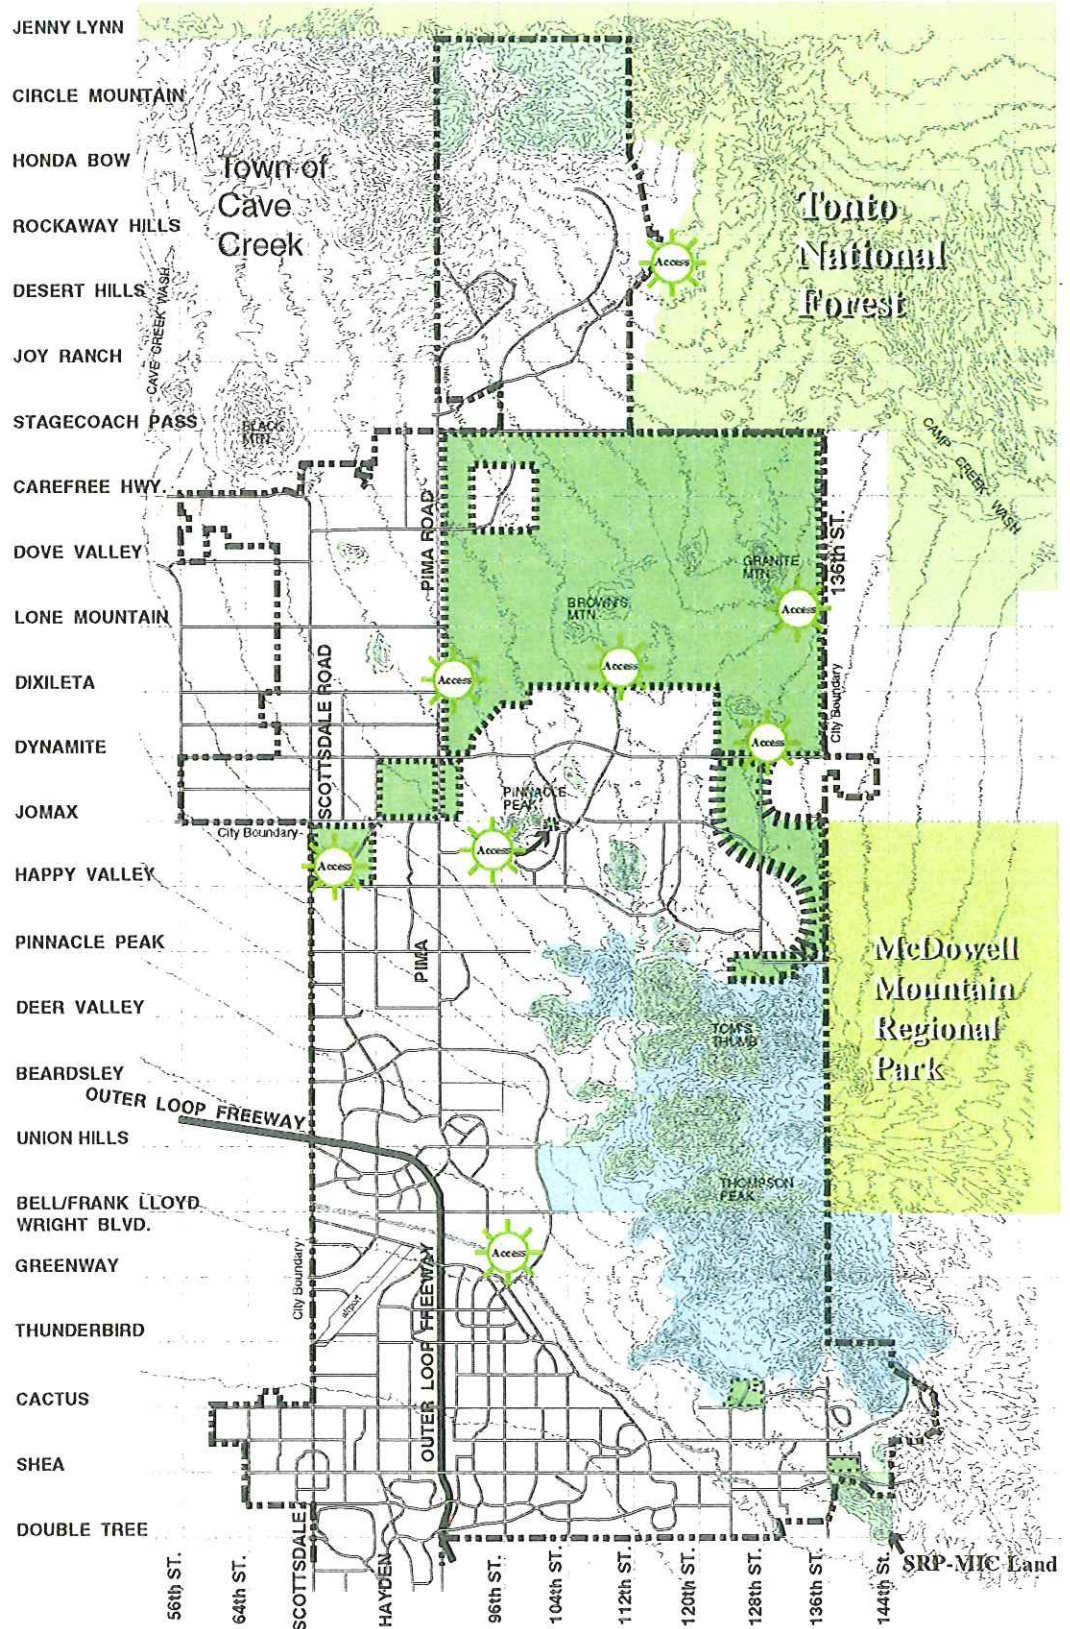 JENNY LYNN
CIRCLE MOUNTAIN
HONDA BOW
ROCKAWAY HILLS
DESERT HILLS
JOY RANCH
STAGECOACH PASS
CAREFREE HWY.
DOVE VALLEY
LONE MOUNTAIN
DIXILETA
DYNAMITE
JOMAX
HAPPY VALLEY
PINNACLE PEAK
DEER VALLEY
BEARDSLEY
OUTER LOOP FREEWAY
UNION HILLS
BELL/FRANK LLOYD
WRIGHT BLVD.
GREENWAY
THUNDERBIRD
CACTUS
SHEA
DOUBLE TREE
Town of
Cave
Creek
CAVE CREEK WASH
BLACK
MTN.
Tonto
National
Forest
Access
CAMP CREEK WASH
PIMA ROAD
136th ST.
GRANITE
MTN.
BROWN'S
MTN.
Access
Access
Access
Access
SCOTTSDALE ROAD
City Boundary
PINNACLE
PEAK
City Boundary
Access
Access
PIMA
McDowell
Mountain
Regional
Park
TOM'S
THUMB
THOMPSON
PEAK
Access
City Boundary
airport
OUTER LOOP FREEWAY
56th ST.
64th ST.
SCOTTSDALE
HAYDEN
96th ST.
104th ST.
112th ST.
120th ST.
128th ST.
136th ST.
144th St.
SRP-MIC Land